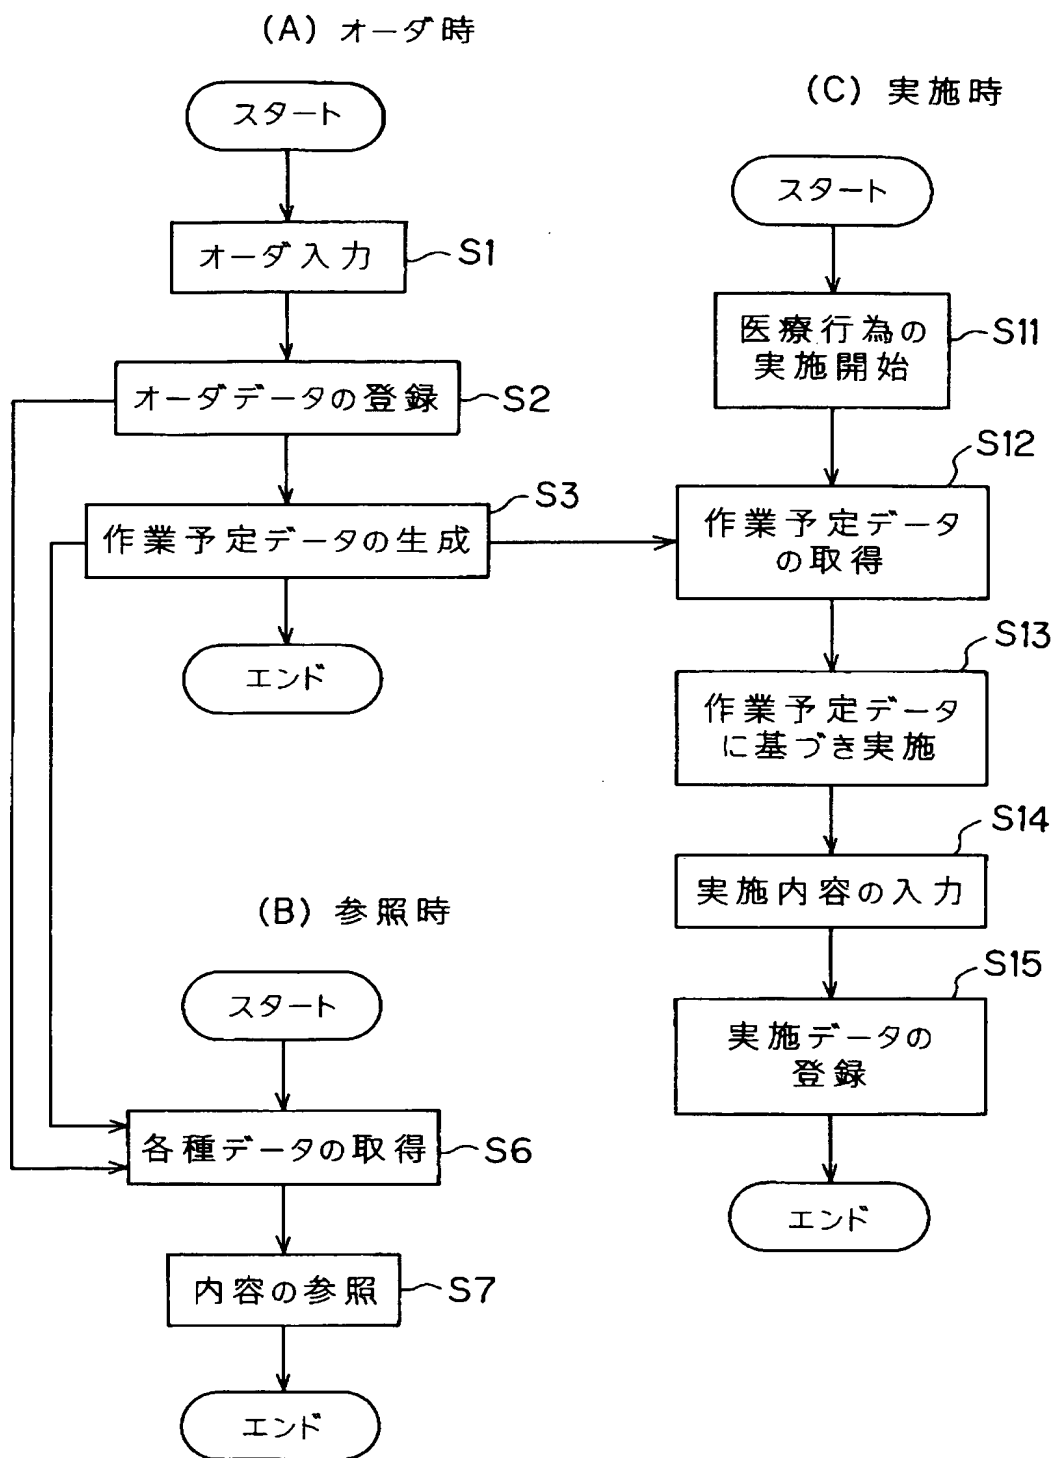 (A) オーダ時
スタート
オーダ入力
S1
オーダデータの登録
S2
作業予定データの生成
S3
エンド
(B) 参照時
スタート
各種データの取得
S6
内容の参照
S7
エンド
(C) 実施時
スタート
医療行為の
実施開始
S11
作業予定データ
の取得
S12
作業予定データ
に基づき実施
S13
実施内容の入力
S14
実施データの
登録
S15
エンド